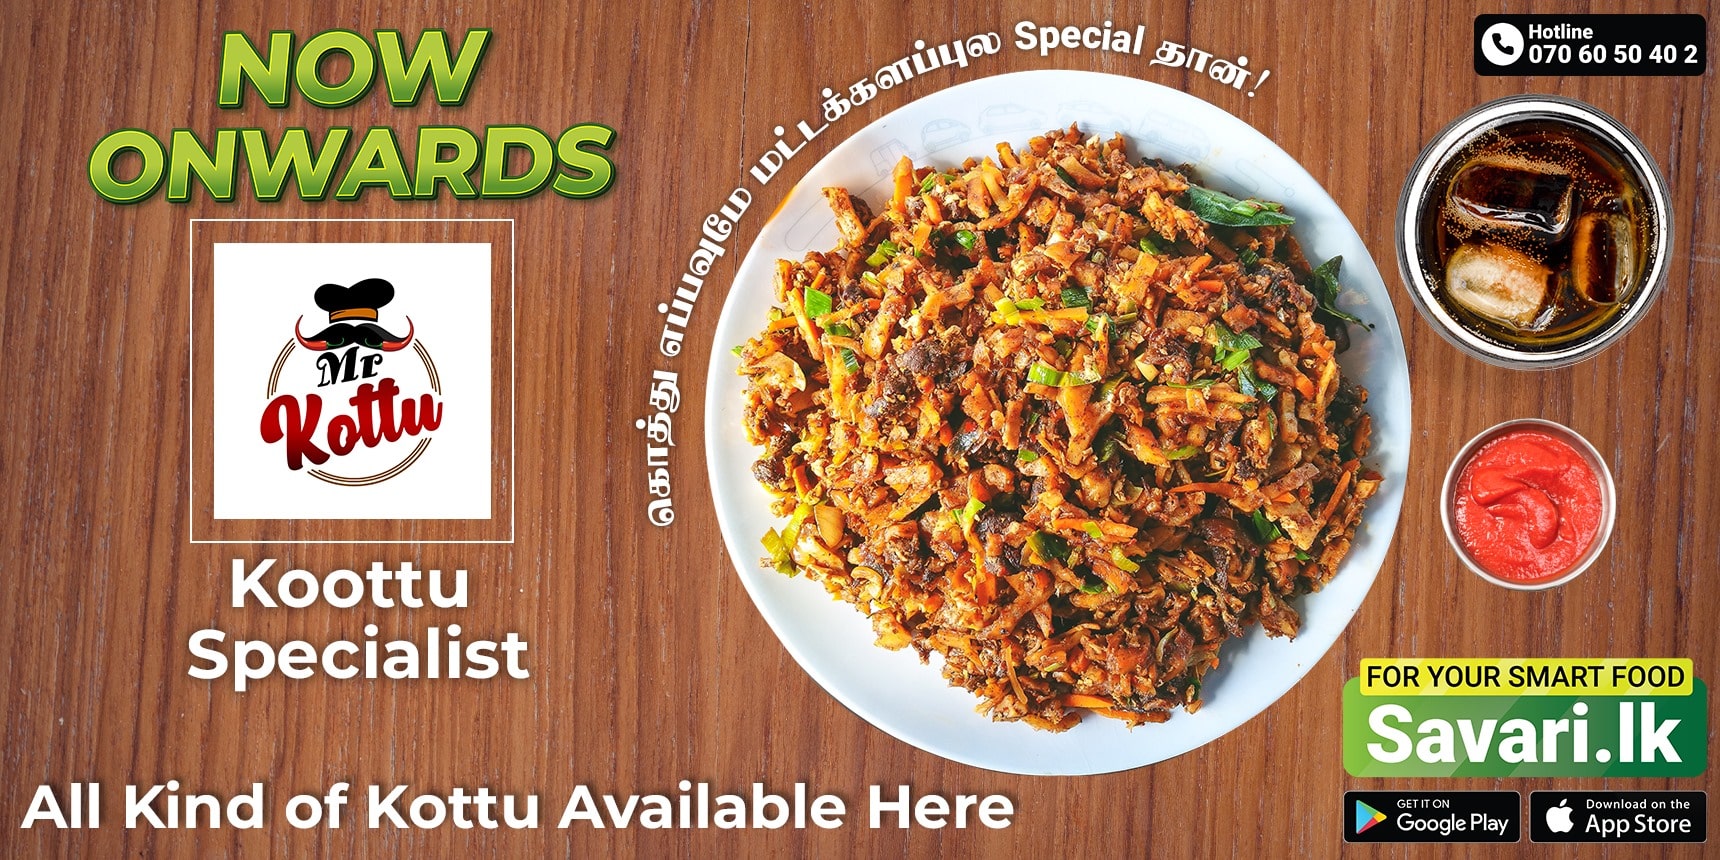 NOW
ONWARDS
Mr
Kottu
Koottu
Specialist
All Kind of Kottu Available Here
கொத்து எப்பவுமே மட்டக்களப்புல Special தான்!
Hotline
070 60 50 40 2
FOR YOUR SMART FOOD
Savari.lk
GET IT ON
Google Play
Download on the
App Store